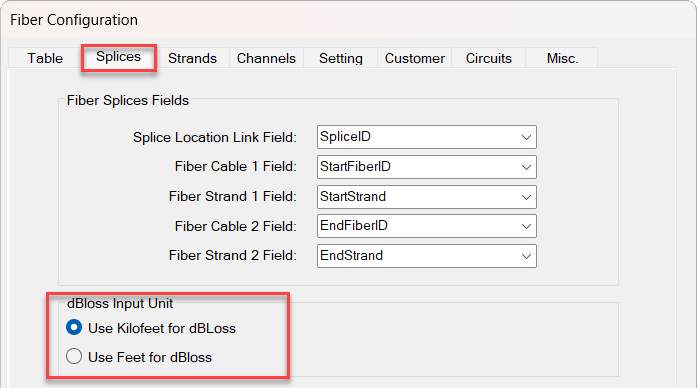 Fiber Configuration
Table Splices Strands Channels Setting Customer Circuits Misc.
Fiber Splices Fields
Splice Location Link Field: SpliceID
Fiber Cable 1 Field: StartFiberID
Fiber Strand 1 Field: StartStrand
Fiber Cable 2 Field: EndFiberID
Fiber Strand 2 Field: EndStrand
dBloss Input Unit
Use Kilofeet for dBLoss
Use Feet for dBloss